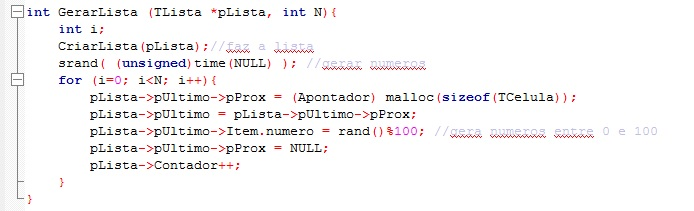 int GerarLista (TLista *pLista, int N){
int i;
CriarLista(pLista);//faz a lista
srand( (unsigned)time(NULL) ); //gerar numeros
for (i=0; i<N; i++){
pLista->pUltimo->pProx = (Apontador) malloc(sizeof(TCelula));
pLista->pUltimo = pLista->pUltimo->pProx;
pLista->pUltimo->Item.numero = rand()%100; //gera numeros entre 0 e 100
pLista->pUltimo->pProx = NULL;
pLista->Contador++;
}
}